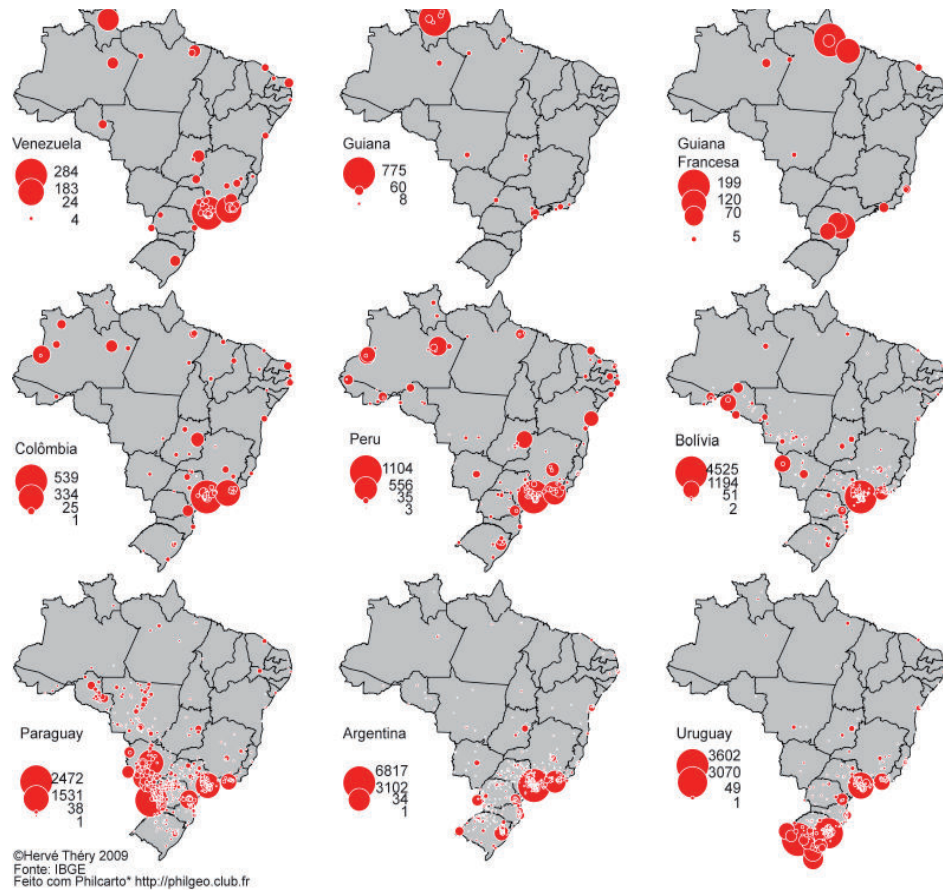 Venezuela
284
183
24
4
Guiana
775
60
8
Guiana
Francesa
199
120
70
5
Colômbia
539
334
25
1
Peru
1104
556
35
3
Bolívia
4525
1194
51
2
Paraguay
2472
1531
38
1
Argentina
6817
3102
34
1
Uruguay
3602
3070
49
1
©Hervé Théry 2009
Fonte: IBGE
Feito com Philcarto* http://philgeo.club.fr